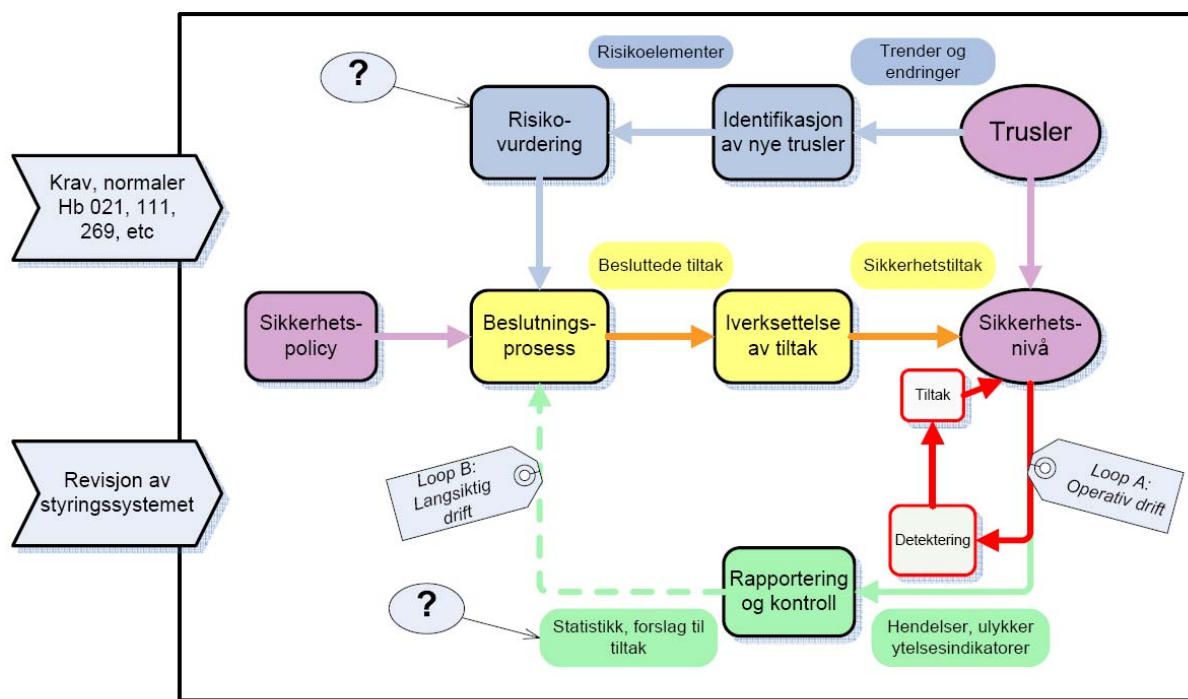 Risikoelementer
Trender og
endringer
?
Risiko-
vurdering
Identifikasjon
av nye trusler
Trusler
Krav, normaler
Hb 021, 111,
269, etc
Besluttede tiltak
Sikkerhetstiltak
Sikkerhets-
policy
Beslutnings-
prosess
Iverksettelse
av tiltak
Sikkerhets-
nivå
Tiltak
Revisjon av
styringssystemet
Loop B:
Langsiktig
drift
Loop A:
Operativ drift
Detektering
Rapportering
og kontroll
?
Statistikk, forslag til
tiltak
Hendelser, ulykker
ytelsesindikatorer